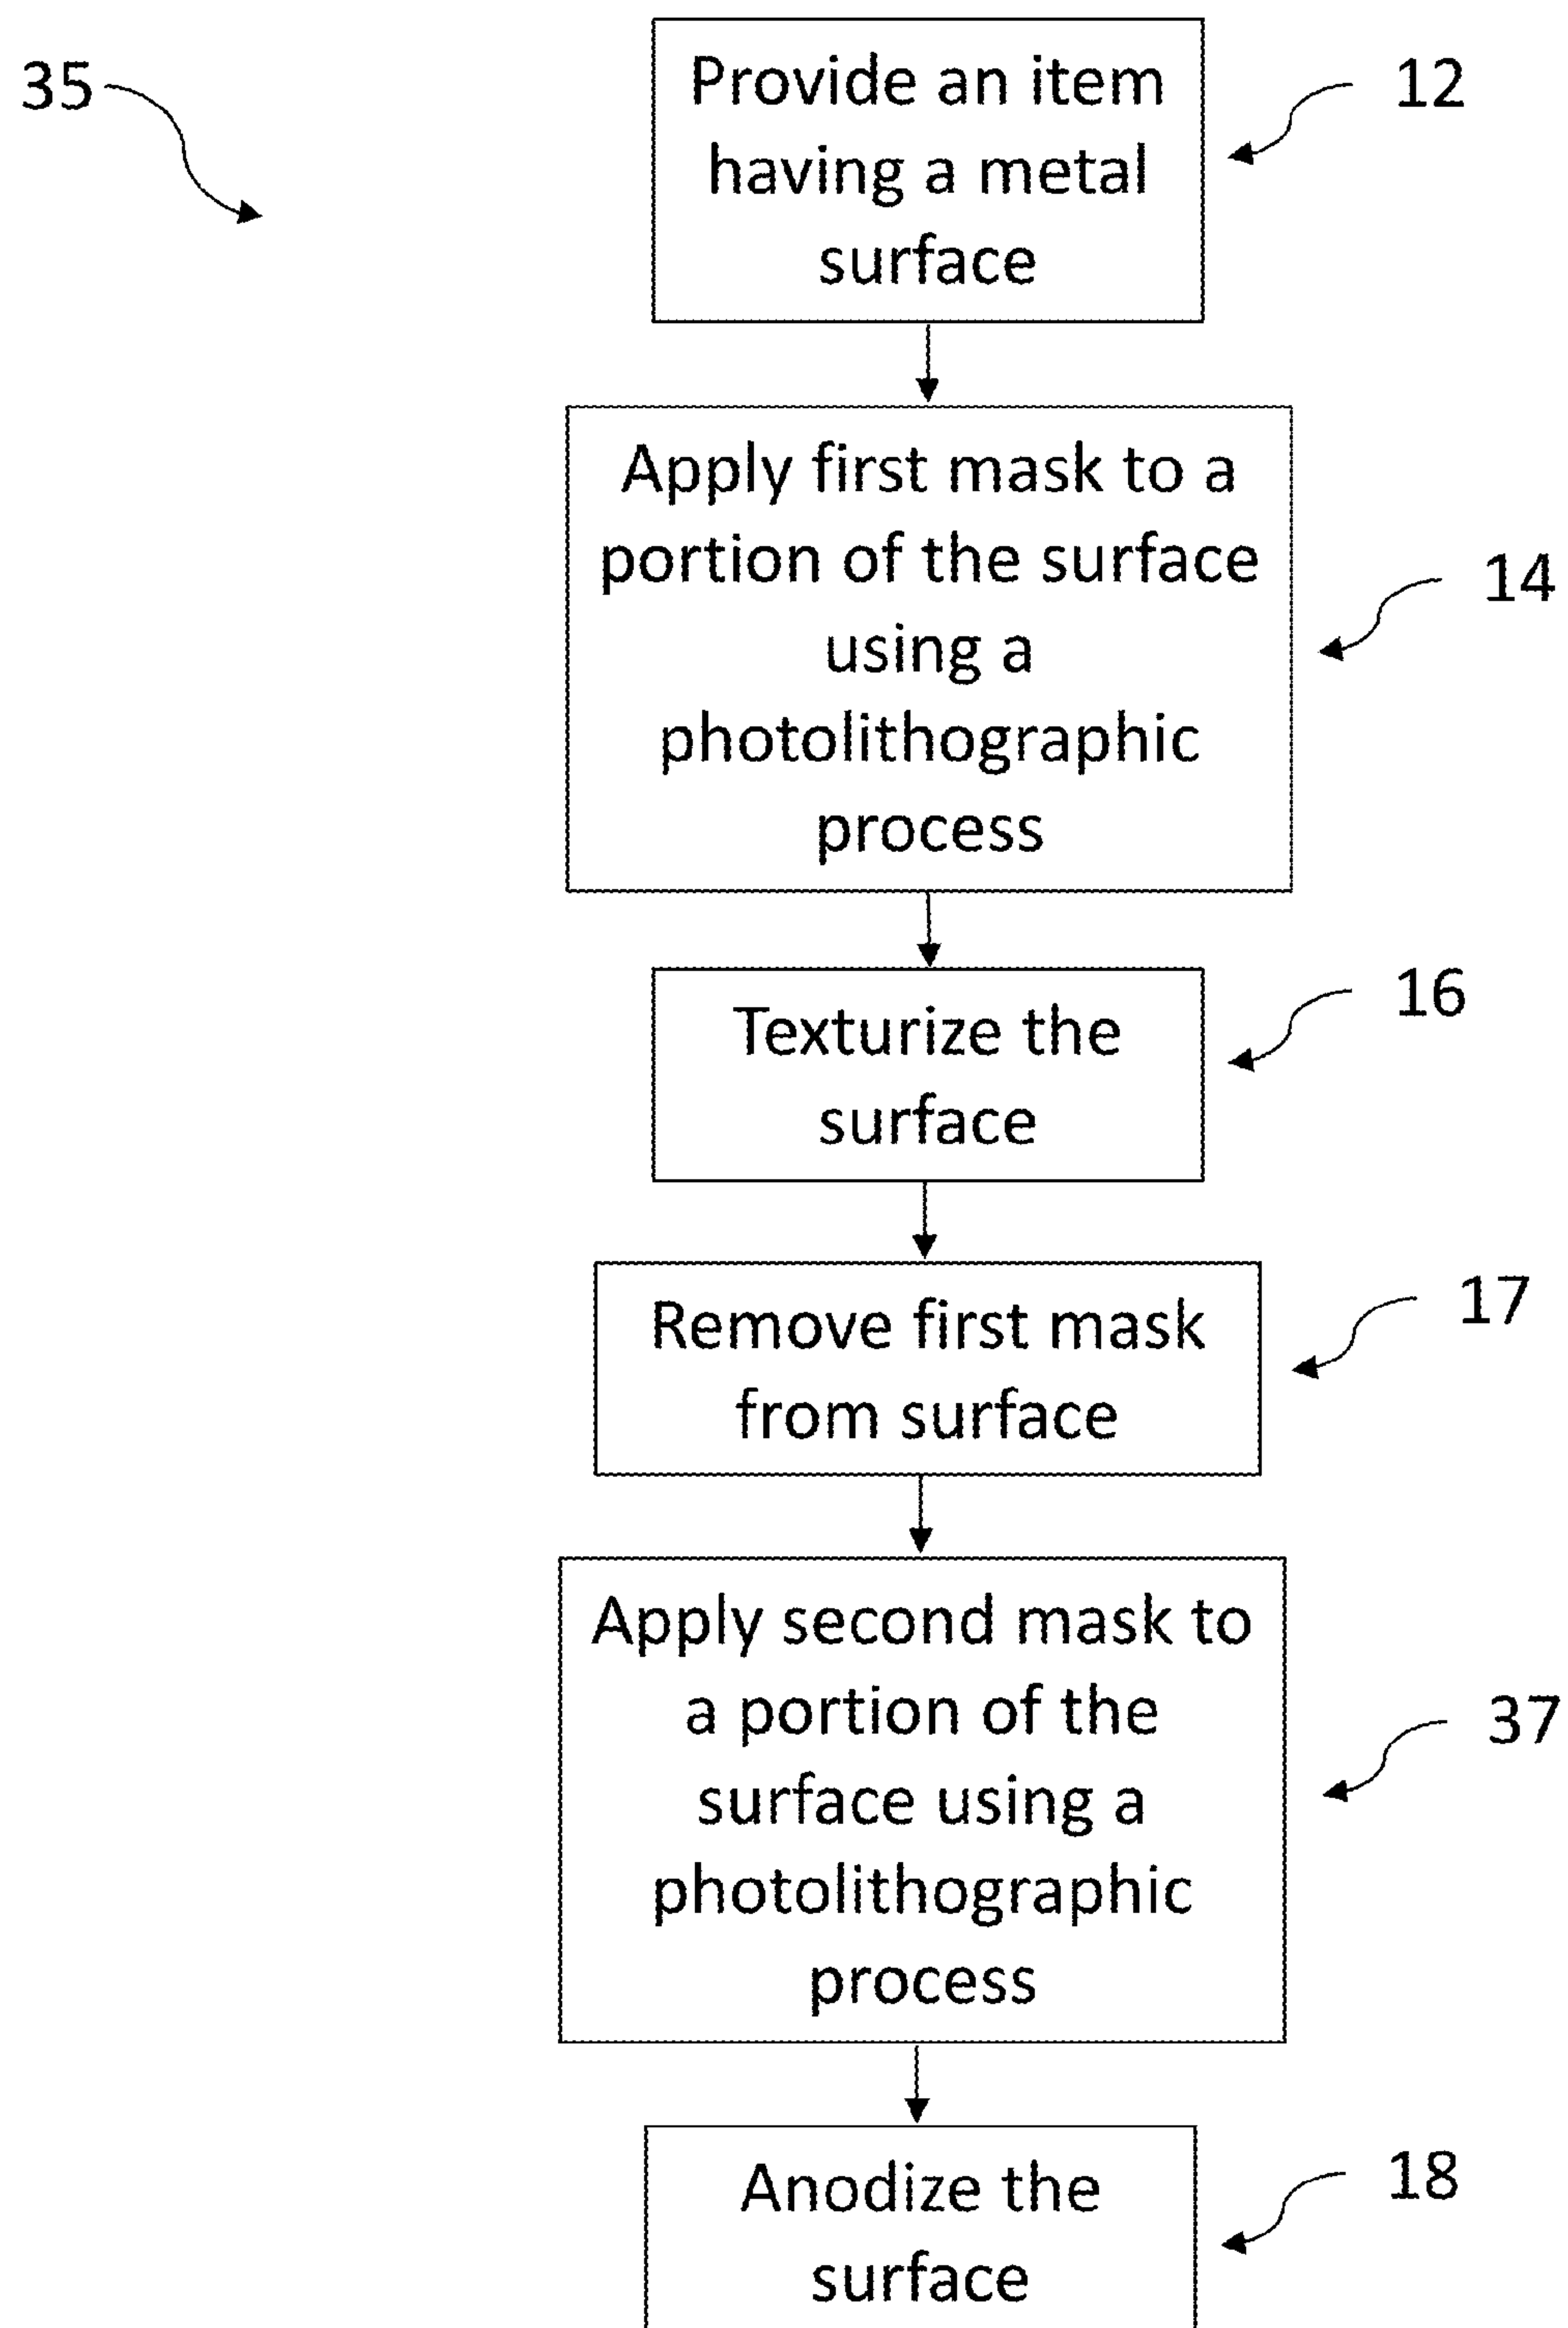 35
Provide an item
having a metal
surface
12
Apply first mask to a
portion of the surface
using a
photolithographic
process
14
Texturize the
surface
16
Remove first mask
from surface
17
Apply second mask to
a portion of the
surface using a
photolithographic
process
37
Anodize the
surface
18